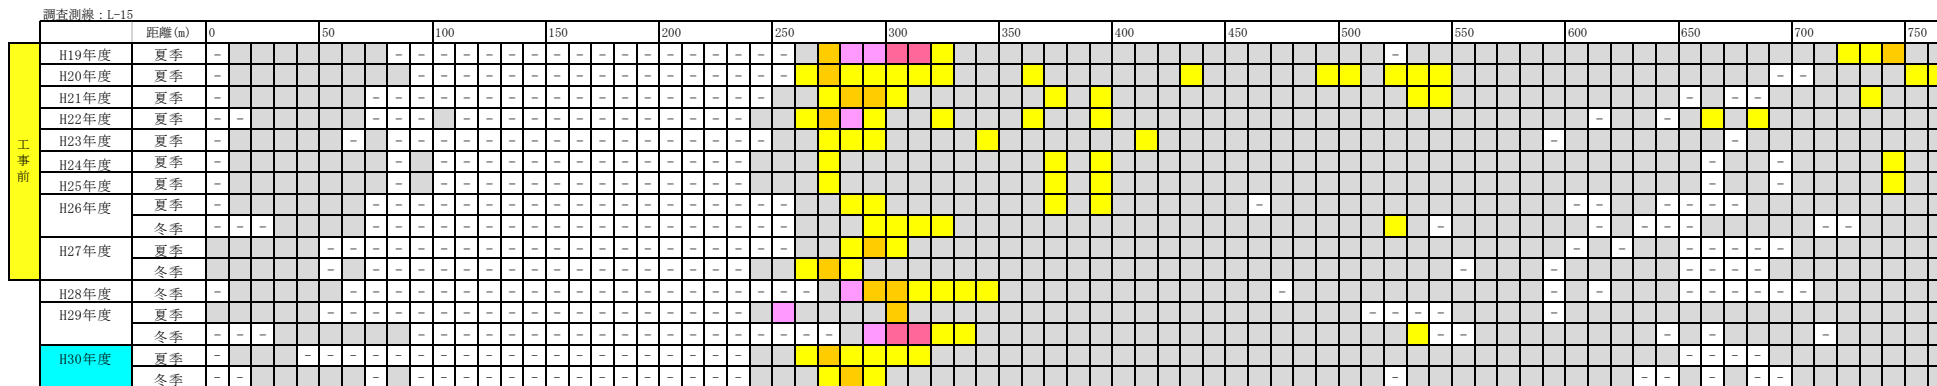 調査測線：L-15
距離(m) 0 50 100 150 200 250 300 350 400 450 500 550 600 650 700 750
工事前
H19年度 夏季
H20年度 夏季
H21年度 夏季
H22年度 夏季
H23年度 夏季
H24年度 夏季
H25年度 夏季
H26年度 夏季
冬季
H27年度 夏季
冬季
H28年度 冬季
H29年度 夏季
冬季
H30年度 夏季
冬季